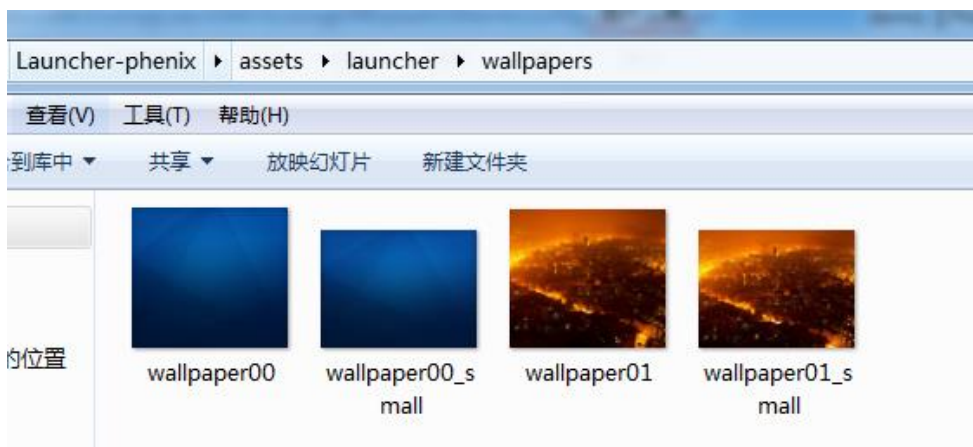 Launcher-phenix ▸ assets ▸ launcher ▸ wallpapers
查看(V) 工具(T) 帮助(H)
到库中 ▼ 共享 ▼ 放映幻灯片 新建文件夹
的位置
wallpaper00 wallpaper00_s wallpaper01 wallpaper01_s
mall mall